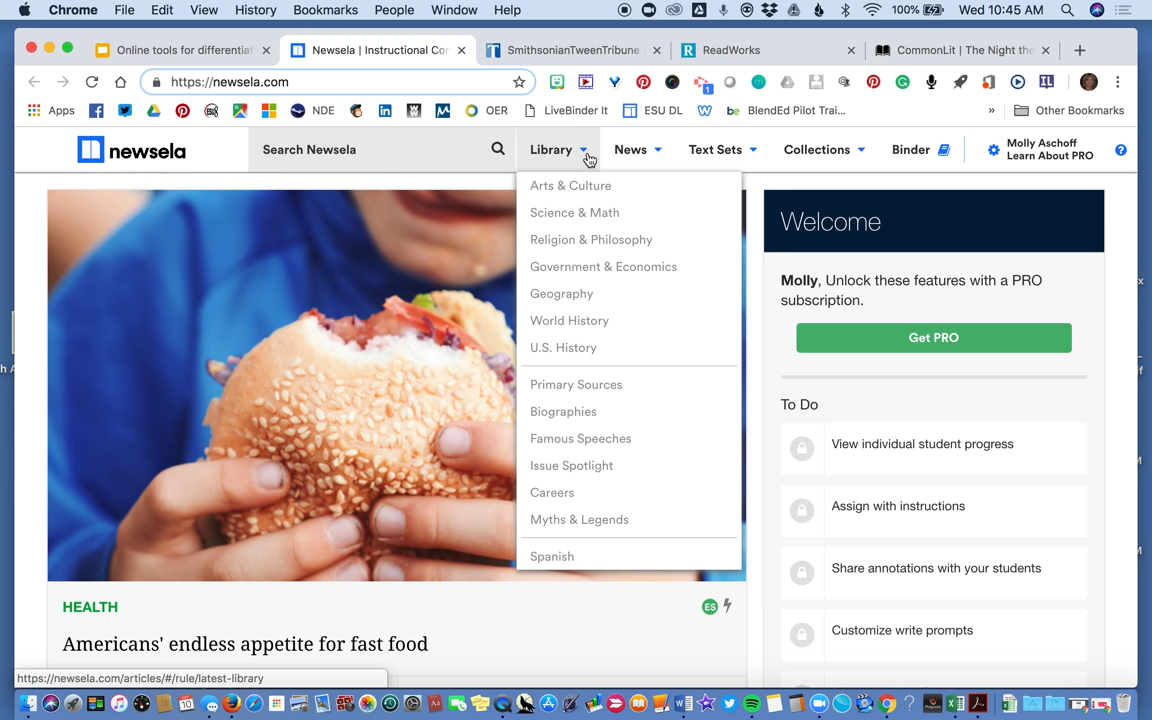 Chrome File Edit View History Bookmarks People Window Help 100% Wed 10:45 AM
Online tools for differentiat
Newsela | Instructional Con
SmithsonianTweenTribune
ReadWorks
CommonLit | The Night the
https://newsela.com
Apps NDE OER LiveBinder It ESU DL BlendEd Pilot Trai... » Other Bookmarks
newsela
Search Newsela
Library News Text Sets Collections Binder
Molly Aschoff
Learn About PRO
Arts & Culture
Science & Math
Religion & Philosophy
Government & Economics
Geography
World History
U.S. History
Primary Sources
Biographies
Famous Speeches
Issue Spotlight
Careers
Myths & Legends
Spanish
Welcome
Molly, Unlock these features with a PRO
subscription.
Get PRO
To Do
View individual student progress
Assign with instructions
Share annotations with your students
Customize write prompts
HEALTH
ES
Americans' endless appetite for fast food
https://newsela.com/articles/#/rule/latest-library